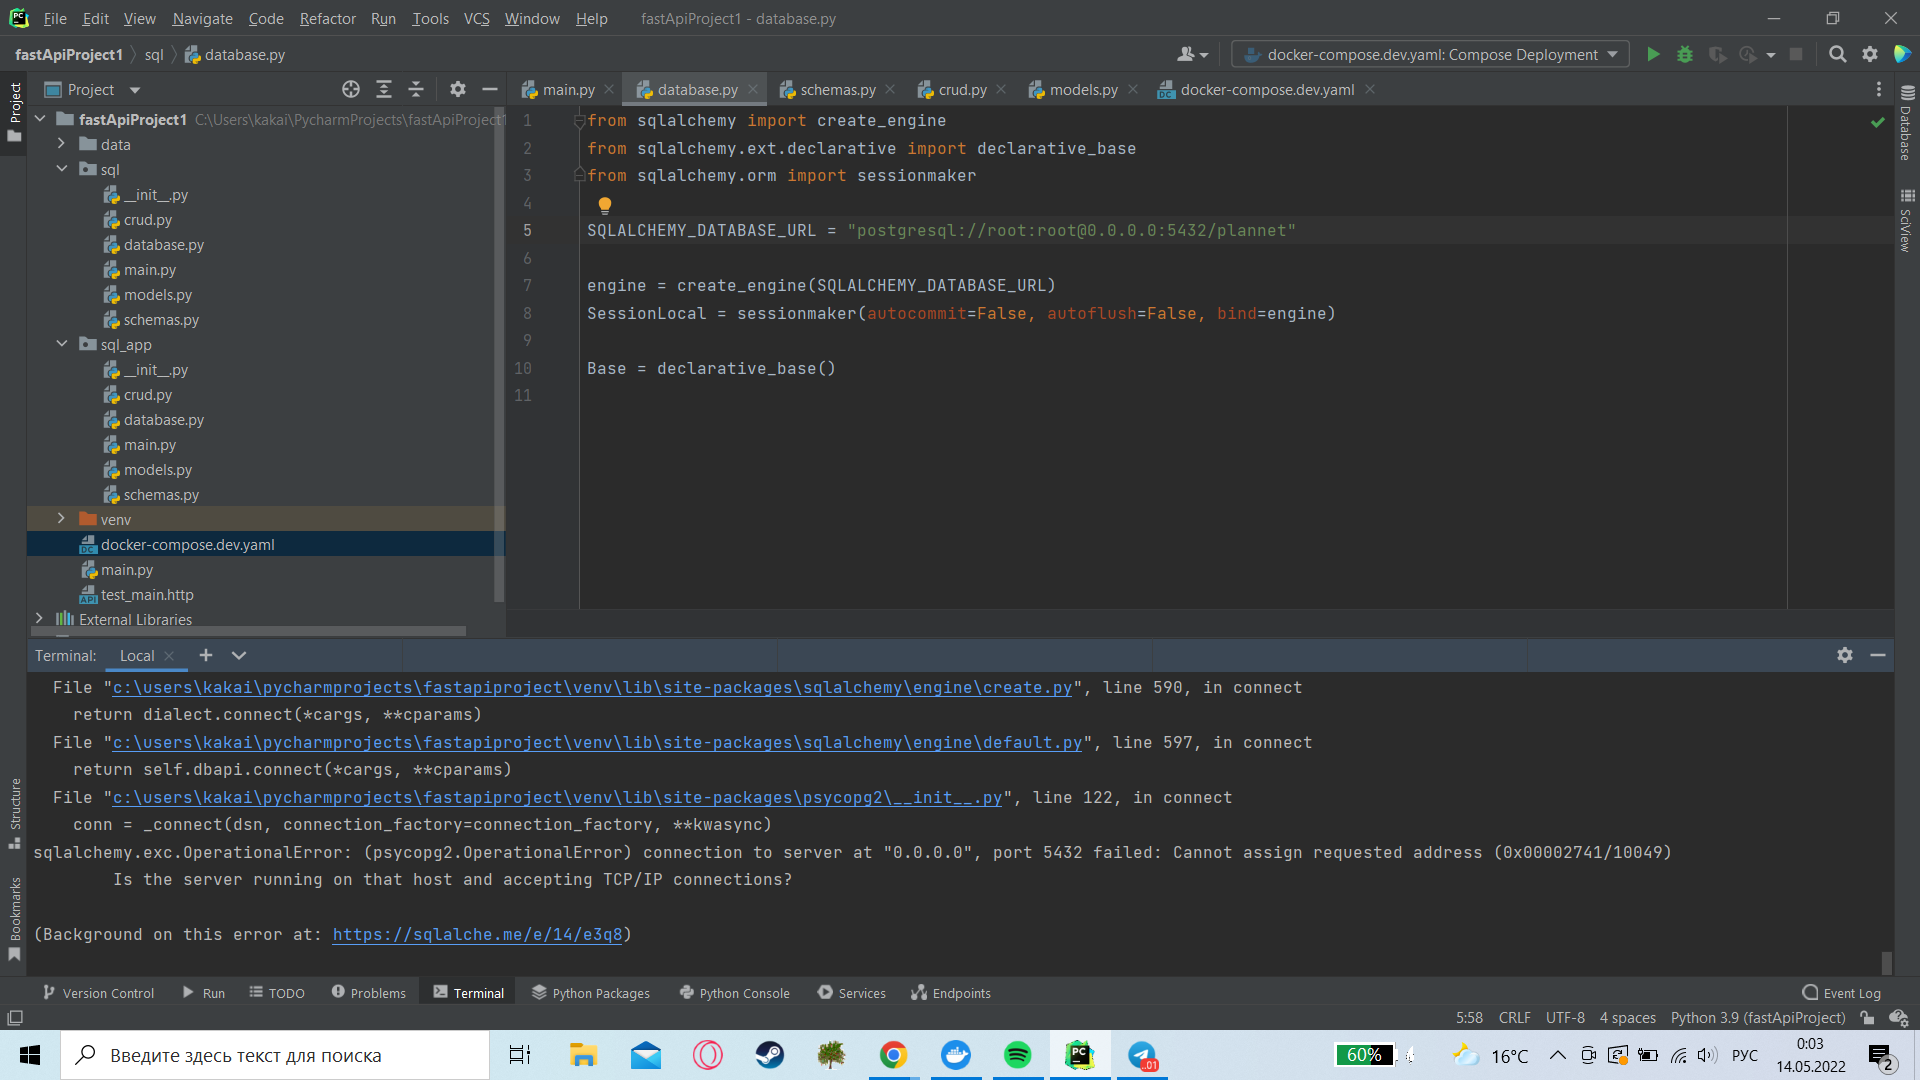 File Edit View Navigate Code Refactor Run Tools VCS Window Help fastApiProject1 - database.py
fastApiProject1 sql database.py docker-compose.dev.yaml: Compose Deployment
Project
main.py database.py schemas.py crud.py models.py docker-compose.dev.yaml
Project
fastApiProject1 C:\Users\kakai\PycharmProjects\fastApiProject1
data
sql
__init__.py
crud.py
database.py
main.py
models.py
schemas.py
sql_app
__init__.py
crud.py
database.py
main.py
models.py
schemas.py
venv
docker-compose.dev.yaml
main.py
test_main.http
External Libraries
1 from sqlalchemy import create_engine
2 from sqlalchemy.ext.declarative import declarative_base
3 from sqlalchemy.orm import sessionmaker
4
5 SQLALCHEMY_DATABASE_URL = "postgresql://root:root@0.0.0.0:5432/plannet"
6
7 engine = create_engine(SQLALCHEMY_DATABASE_URL)
8 SessionLocal = sessionmaker(autocommit=False, autoflush=False, bind=engine)
9
10 Base = declarative_base()
11
Database
SciView
Terminal: Local
File "c:\users\kakai\pycharmprojects\fastapiproject\venv\lib\site-packages\sqlalchemy\engine\create.py", line 590, in connect
return dialect.connect(*cargs, **cparams)
File "c:\users\kakai\pycharmprojects\fastapiproject\venv\lib\site-packages\sqlalchemy\engine\default.py", line 597, in connect
return self.dbapi.connect(*cargs, **cparams)
File "c:\users\kakai\pycharmprojects\fastapiproject\venv\lib\site-packages\psycopg2\__init__.py", line 122, in connect
conn = _connect(dsn, connection_factory=connection_factory, **kwasync)
sqlalchemy.exc.OperationalError: (psycopg2.OperationalError) connection to server at "0.0.0.0", port 5432 failed: Cannot assign requested address (0x00002741/10049)
Is the server running on that host and accepting TCP/IP connections?
(Background on this error at: https://sqlalche.me/e/14/e3q8)
Structure
Bookmarks
Version Control Run TODO Problems Terminal Python Packages Python Console Services Endpoints Event Log
5:58 CRLF UTF-8 4 spaces Python 3.9 (fastApiProject)
Введите здесь текст для поиска
..01
60%
16°C
РУС
0:03
14.05.2022
2